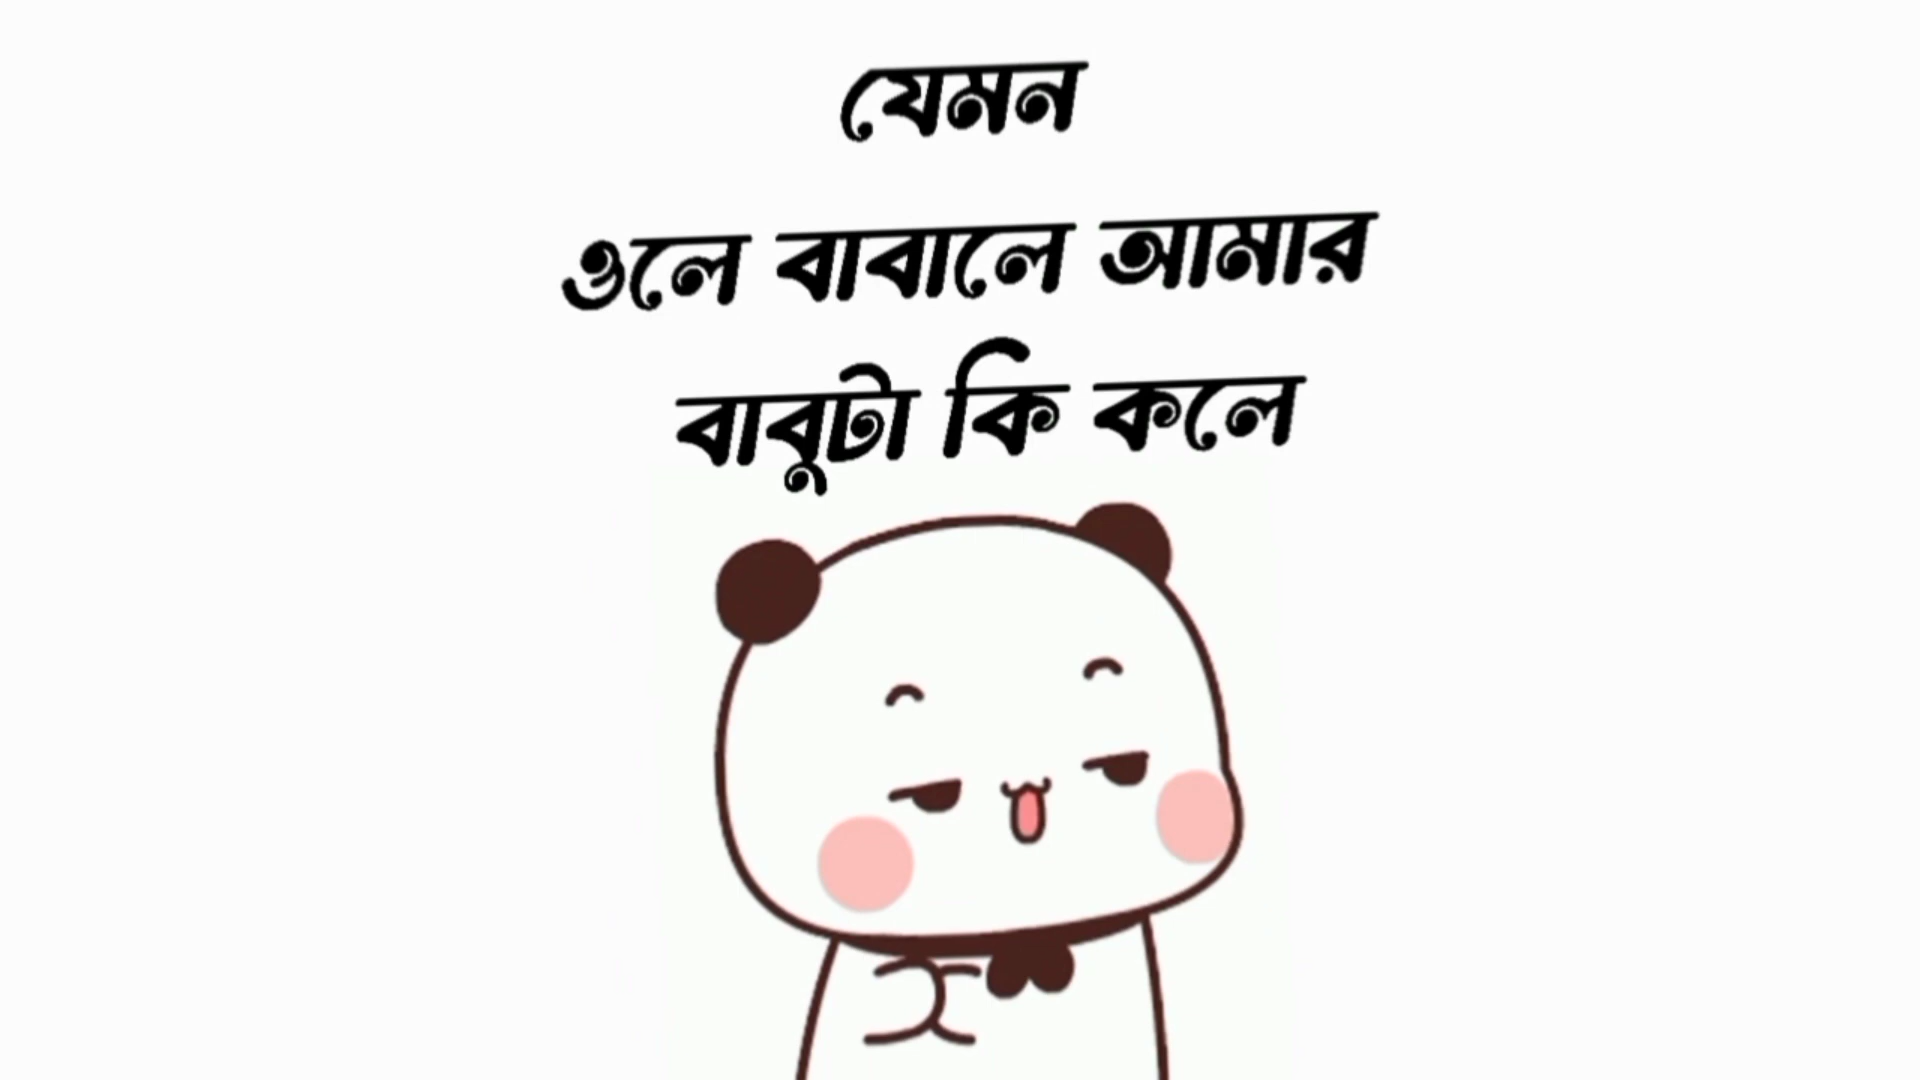 যেমন
ওলে বাবালে আমার
বাবুটা কি কলে